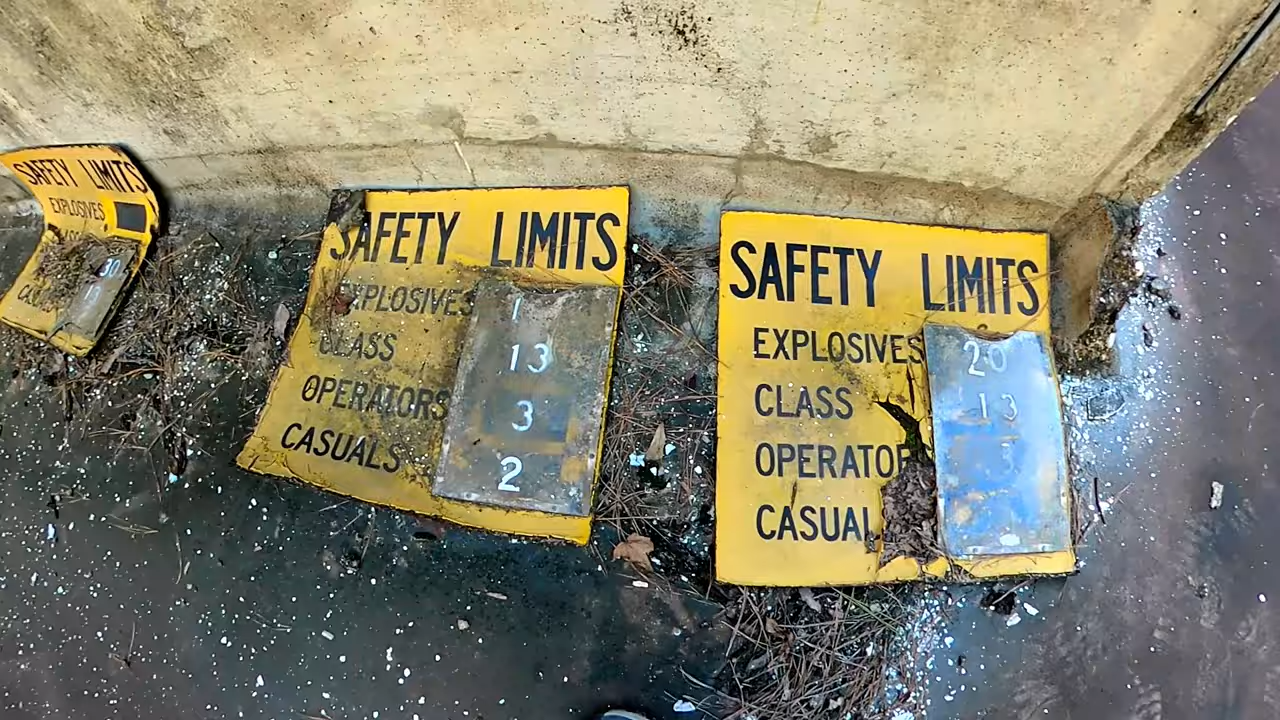 SAFETY LIMITS
EXPLOSIVES
30
SAFETY LIMITS
EXPLOSIVES 1
CLASS 13
OPERATORS 3
CASUALS 2
SAFETY LIMITS
EXPLOSIVES 20
CLASS 13
OPERATOR 3
CASUAL